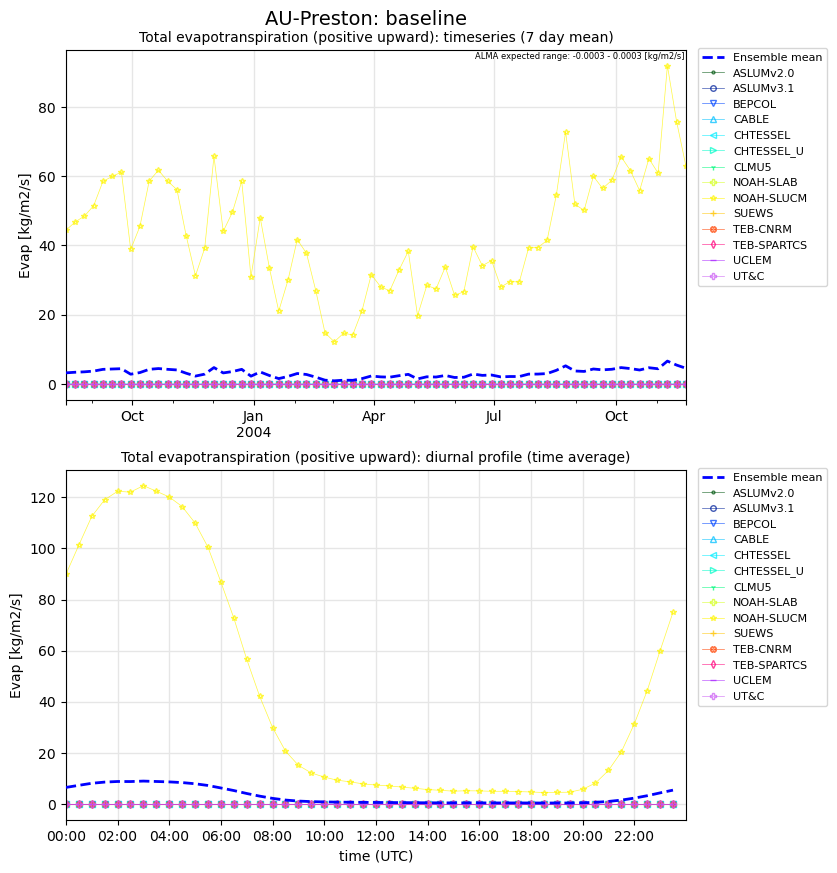 AU-Preston: baseline
Total evapotranspiration (positive upward): timeseries (7 day mean)
ALMA expected range: -0.0003 - 0.0003 [kg/m2/s]
Evap [kg/m2/s]
80
60
40
20
0
Oct
Jan
2004
Apr
Jul
Oct
Ensemble mean
ASLUMv2.0
ASLUMv3.1
BEPCOL
CABLE
CHTESSEL
CHTESSEL_U
CLMU5
NOAH-SLAB
NOAH-SLUCM
SUEWS
TEB-CNRM
TEB-SPARTCS
UCLEM
UT&C
Total evapotranspiration (positive upward): diurnal profile (time average)
Evap [kg/m2/s]
120
100
80
60
40
20
0
00:00 02:00 04:00 06:00 08:00 10:00 12:00 14:00 16:00 18:00 20:00 22:00
time (UTC)
Ensemble mean
ASLUMv2.0
ASLUMv3.1
BEPCOL
CABLE
CHTESSEL
CHTESSEL_U
CLMU5
NOAH-SLAB
NOAH-SLUCM
SUEWS
TEB-CNRM
TEB-SPARTCS
UCLEM
UT&C